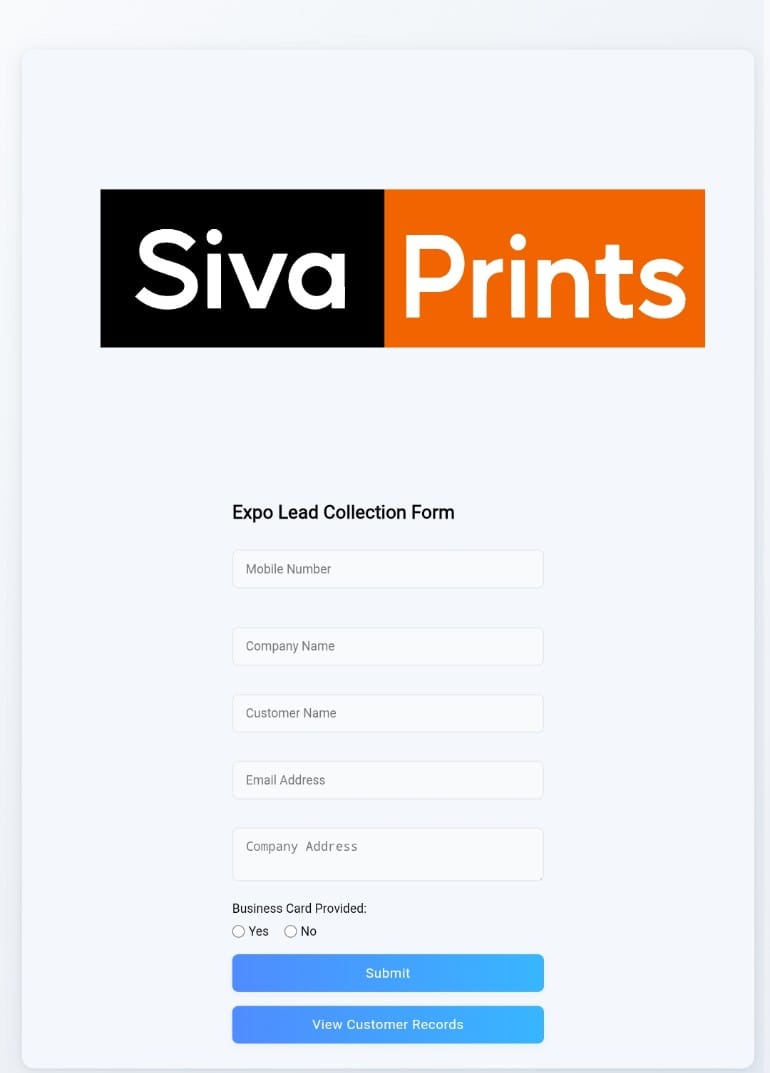 Siva Prints
Expo Lead Collection Form
Mobile Number
Company Name
Customer Name
Email Address
Company Address
Business Card Provided:
Yes No
Submit
View Customer Records